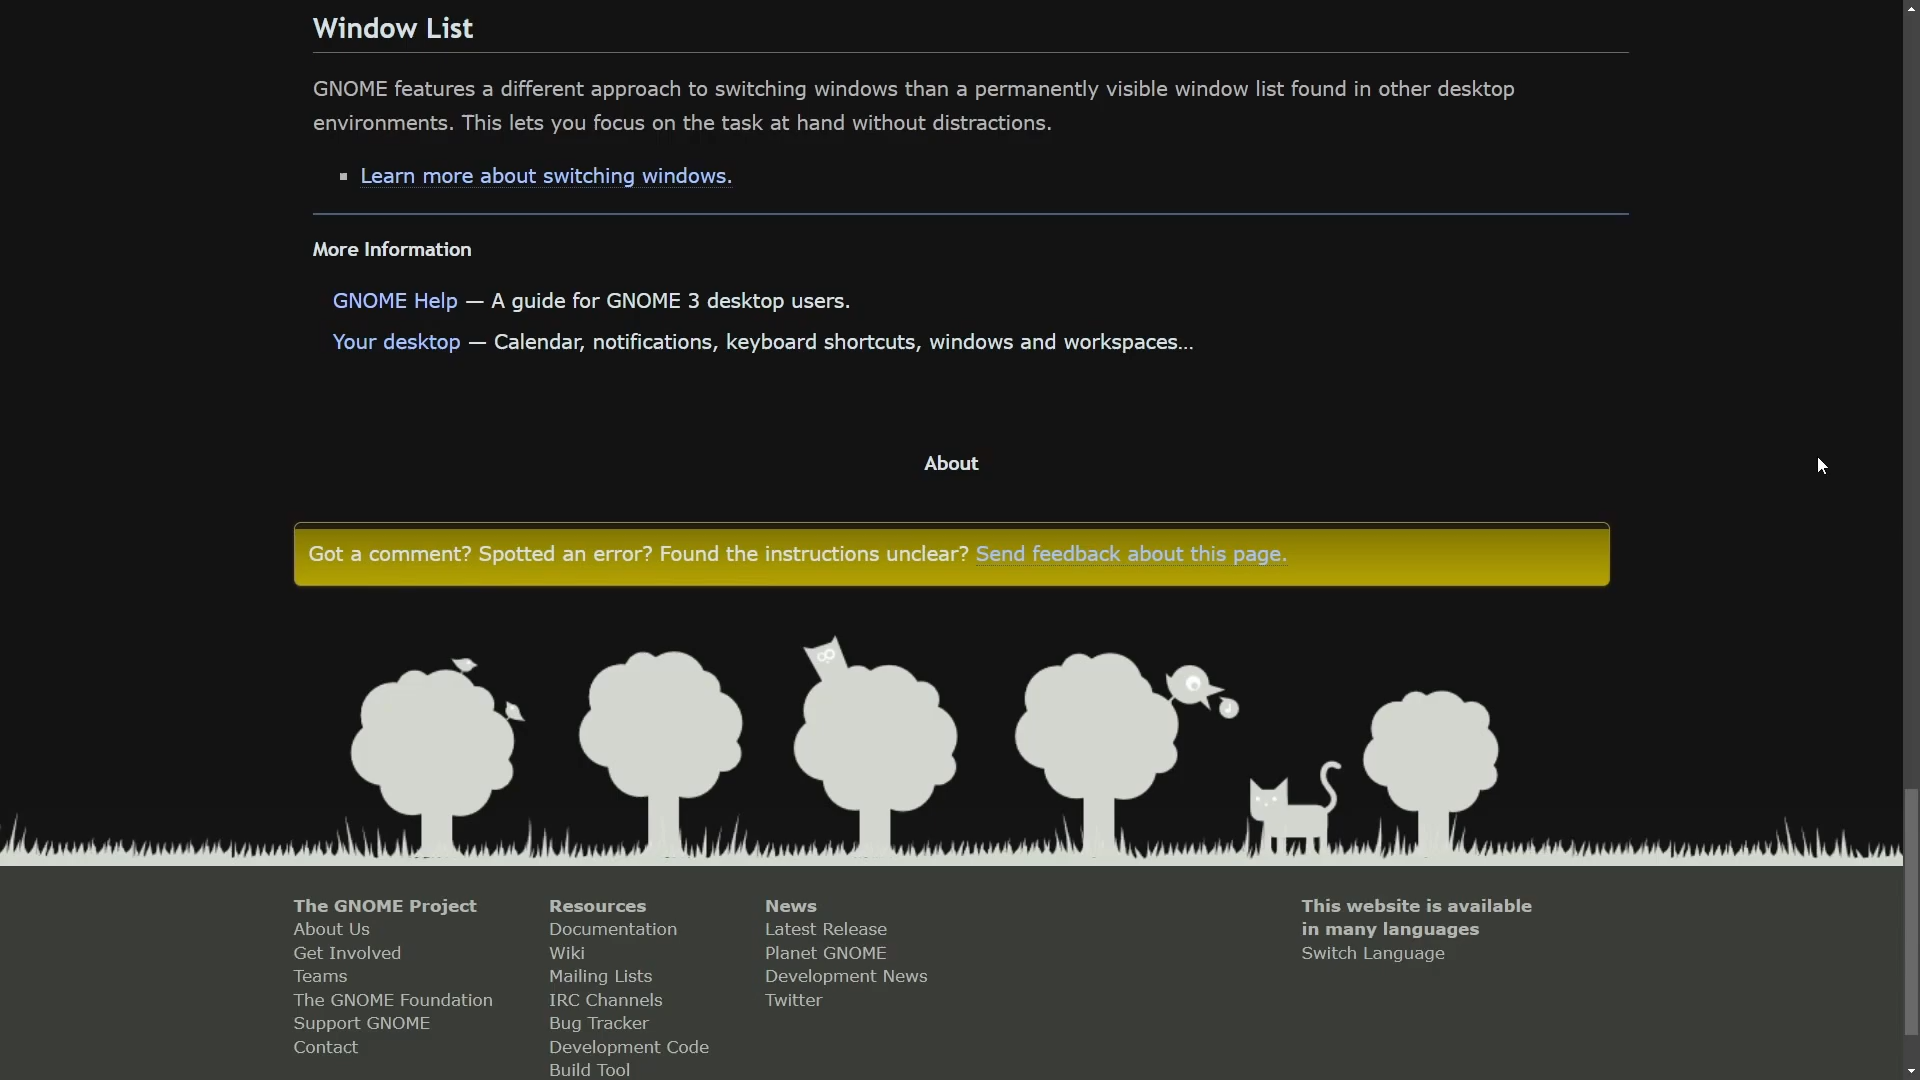 Window List
GNOME features a different approach to switching windows than a permanently visible window list found in other desktop
environments. This lets you focus on the task at hand without distractions.
Learn more about switching windows.
More Information
GNOME Help — A guide for GNOME 3 desktop users.
Your desktop — Calendar, notifications, keyboard shortcuts, windows and workspaces…
About
Got a comment? Spotted an error? Found the instructions unclear? Send feedback about this page.
The GNOME Project
About Us
Get Involved
Teams
The GNOME Foundation
Support GNOME
Contact
Resources
Documentation
Wiki
Mailing Lists
IRC Channels
Bug Tracker
Development Code
Build Tool
News
Latest Release
Planet GNOME
Development News
Twitter
This website is available
in many languages
Switch Language